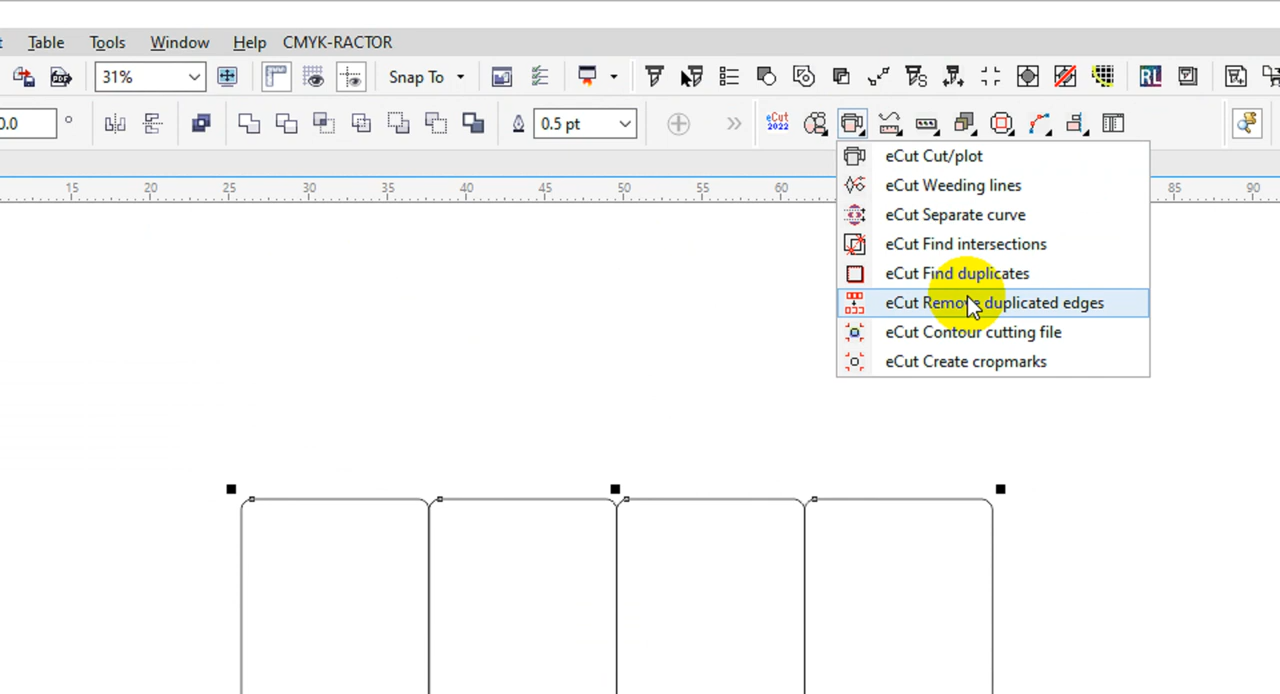 t Table Tools Window Help CMYK-RACTOR
PDF 31% Snap To RL
0.0 ° 0.5 pt eCut 2022
eCut Cut/plot
15 20 25 30 35 40 45 50 55 60 85 90
eCut Weeding lines
eCut Separate curve
eCut Find intersections
eCut Find duplicates
eCut Remove duplicated edges
eCut Contour cutting file
eCut Create cropmarks